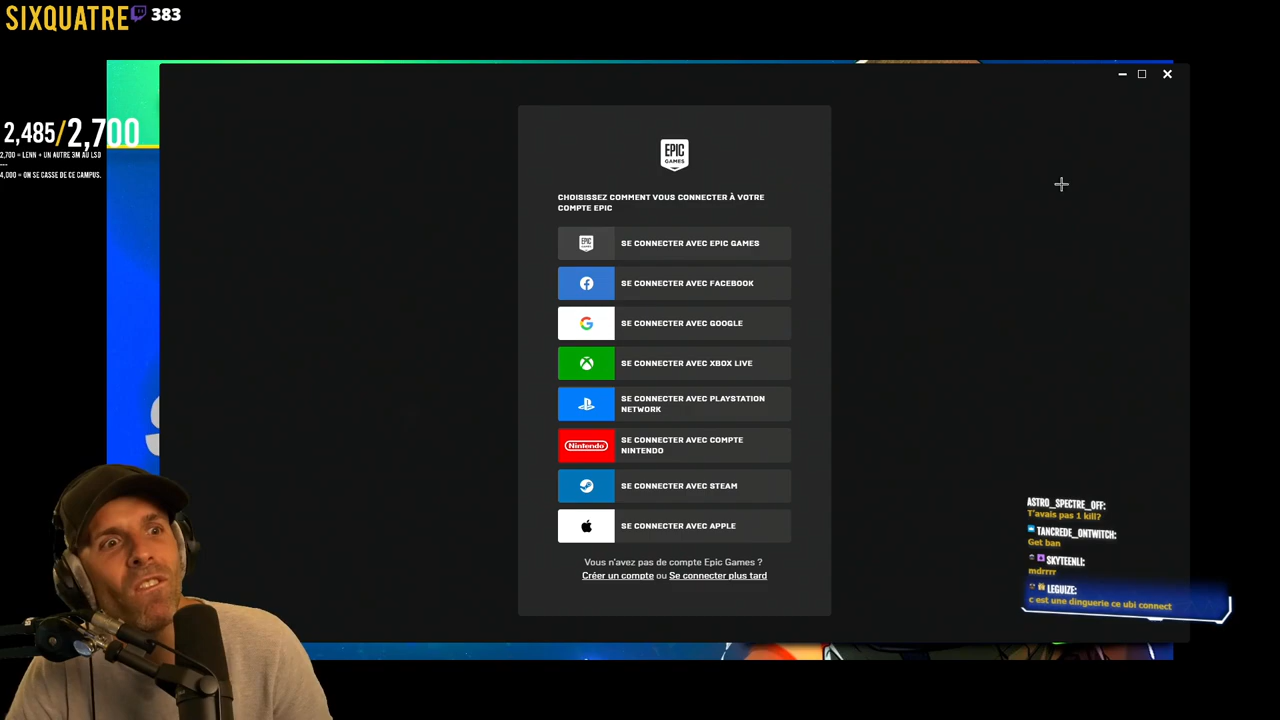 SIXQUATRE 383
2,485/2,700
2,700 = LENN + UN AUTRE 3M AU LSD
----
4,000 = ON SE CASSE DE CE CAMPUS.
EPIC
GAMES
CHOISISSEZ COMMENT VOUS CONNECTER À VOTRE
COMPTE EPIC
EPIC
GAMES
SE CONNECTER AVEC EPIC GAMES
SE CONNECTER AVEC FACEBOOK
SE CONNECTER AVEC GOOGLE
SE CONNECTER AVEC XBOX LIVE
SE CONNECTER AVEC PLAYSTATION
NETWORK
Nintendo
SE CONNECTER AVEC COMPTE
NINTENDO
SE CONNECTER AVEC STEAM
SE CONNECTER AVEC APPLE
Vous n'avez pas de compte Epic Games ?
Créer un compte ou Se connecter plus tard
ASTRO_SPECTRE_OFF:
T'avais pas 1 kill?
TANCREDE_ONTWITCH:
Get ban
SKYTEENLI:
mdrrrr
LEGUIZE:
c est une dinguerie ce ubi connect